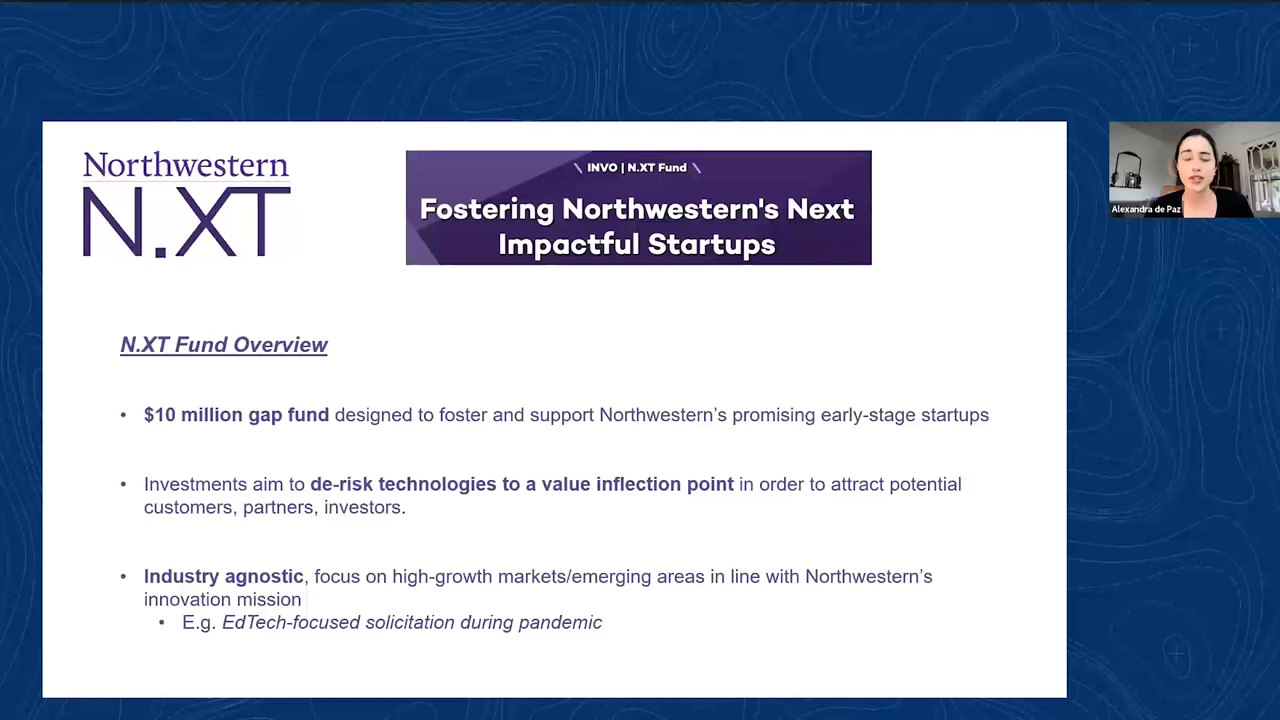 Northwestern
N.XT
\ INVO | N.XT Fund \
Fostering Northwestern's Next
Impactful Startups
Alexandra de Paz
N.XT Fund Overview
• $10 million gap fund designed to foster and support Northwestern’s promising early-stage startups
• Investments aim to de-risk technologies to a value inflection point in order to attract potential
customers, partners, investors.
• Industry agnostic, focus on high-growth markets/emerging areas in line with Northwestern’s
innovation mission
• E.g. EdTech-focused solicitation during pandemic